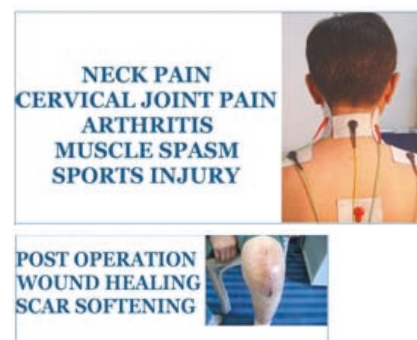 NECK PAIN
CERVICAL JOINT PAIN
ARTHRITIS
MUSCLE SPASM
SPORTS INJURY
POST OPERATION
WOUND HEALING
SCAR SOFTENING